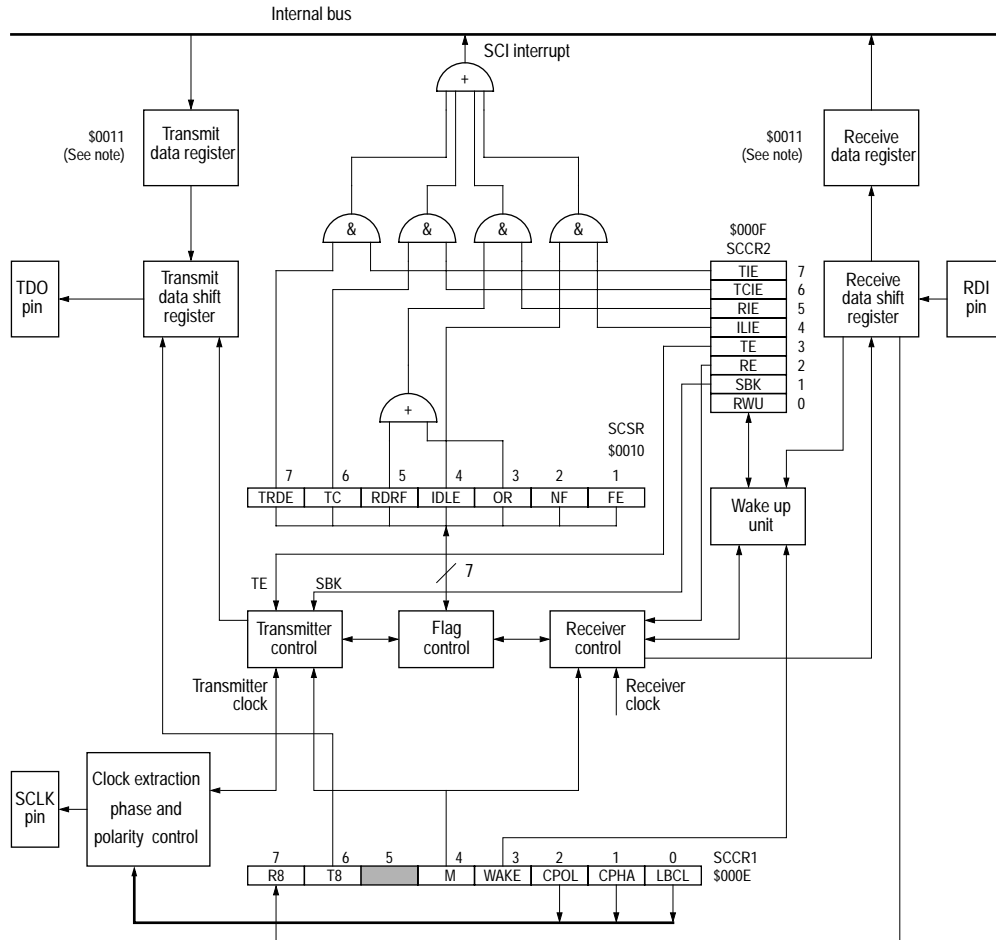 Internal bus
SCI interrupt
+
$0011
(See note)
Transmit
data register
$0011
(See note)
Receive
data register
&
&
&
&
$000F
SCCR2
TIE 7
TCIE 6
RIE 5
ILIE 4
TE 3
RE 2
SBK 1
RWU 0
TDO
pin
Transmit
data shift
register
Receive
data shift
register
RDI
pin
+
SCSR
$0010
7 6 5 4 3 2 1
TRDE TC RDRF IDLE OR NF FE
Wake up
unit
7
TE
SBK
Transmitter
control
Flag
control
Receiver
control
Transmitter
clock
Receiver
clock
SCLK
pin
Clock extraction
phase and
polarity control
7 6 5 4 3 2 1 0
SCCR1
R8 T8 M WAKE CPOL CPHA LBCL
$000E